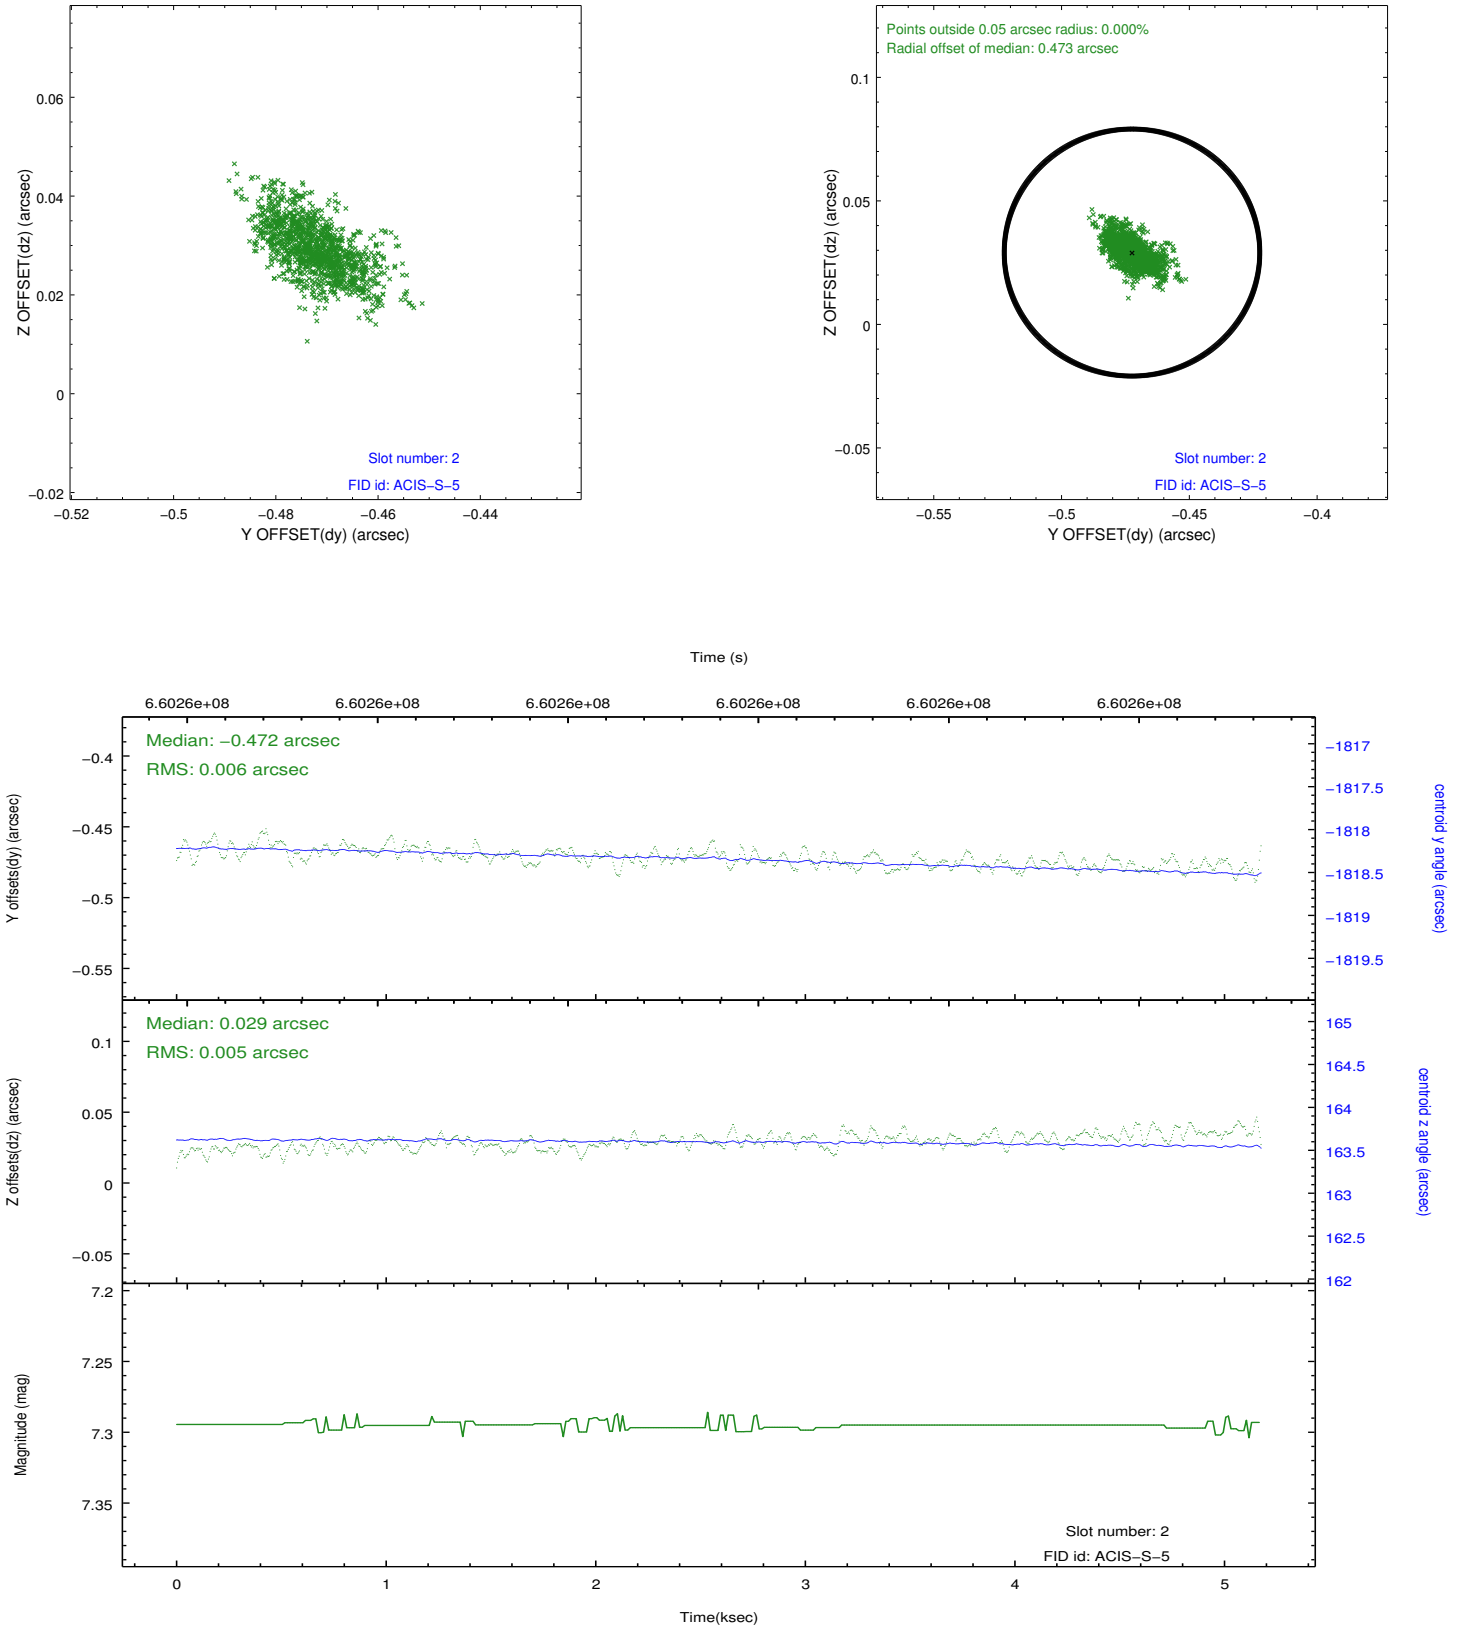 0.06
0.04
0.02
0
−0.02
−0.52
−0.5
−0.48
−0.46
−0.44
Z OFFSET(dz) (arcsec)
Y OFFSET(dy) (arcsec)
Slot number: 2
FID id: ACIS−S−5
Points outside 0.05 arcsec radius: 0.000%
Radial offset of median: 0.473 arcsec
0.1
0.05
0
−0.05
−0.55
−0.5
−0.45
−0.4
Z OFFSET(dz) (arcsec)
Y OFFSET(dy) (arcsec)
Slot number: 2
FID id: ACIS−S−5
Time (s)
6.6026e+08
6.6026e+08
6.6026e+08
6.6026e+08
6.6026e+08
6.6026e+08
Median: −0.472 arcsec
RMS: 0.006 arcsec
−0.4
−0.45
−0.5
−0.55
Y offsets(dy) (arcsec)
−1817
−1817.5
−1818
−1818.5
−1819
−1819.5
centroid y angle (arcsec)
Median: 0.029 arcsec
RMS: 0.005 arcsec
0.1
0.05
0
−0.05
Z offsets(dz) (arcsec)
165
164.5
164
163.5
163
162.5
162
centroid z angle (arcsec)
7.2
7.25
7.3
7.35
Magnitude (mag)
Slot number: 2
FID id: ACIS−S−5
0
1
2
3
4
5
Time(ksec)